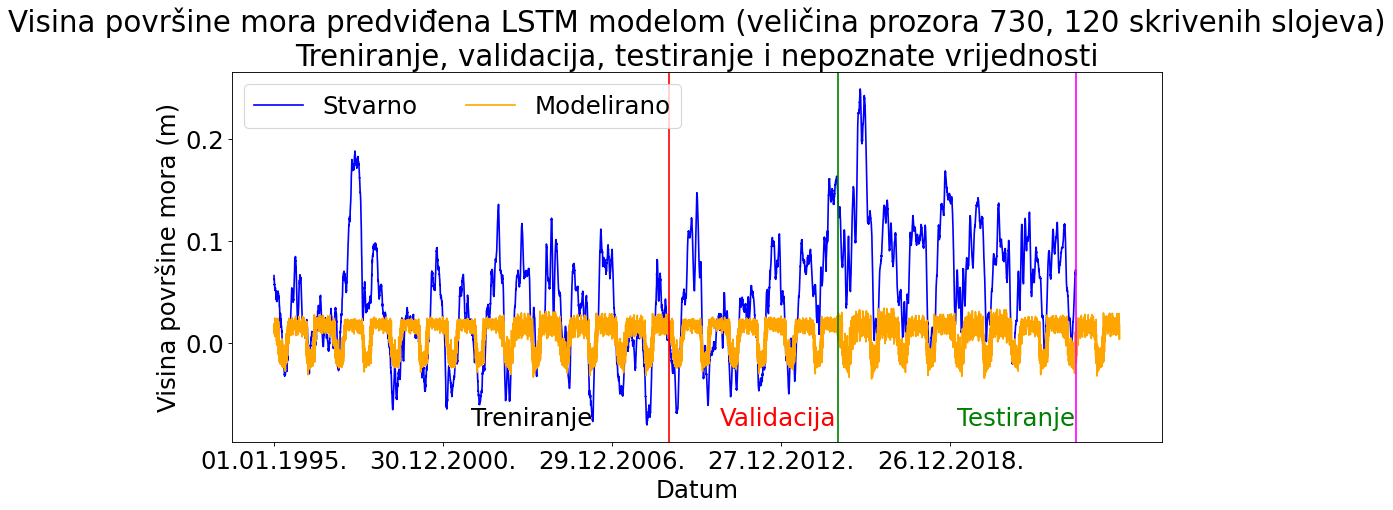 Visina površine mora predviđena LSTM modelom (veličina prozora 730, 120 skrivenih slojeva)
Treniranje, validacija, testiranje i nepoznate vrijednosti
Stvarno
Modelirano
Visina površine mora (m)
0.2
0.1
0.0
Treniranje
Validacija
Testiranje
01.01.1995.
30.12.2000.
29.12.2006.
27.12.2012.
26.12.2018.
Datum